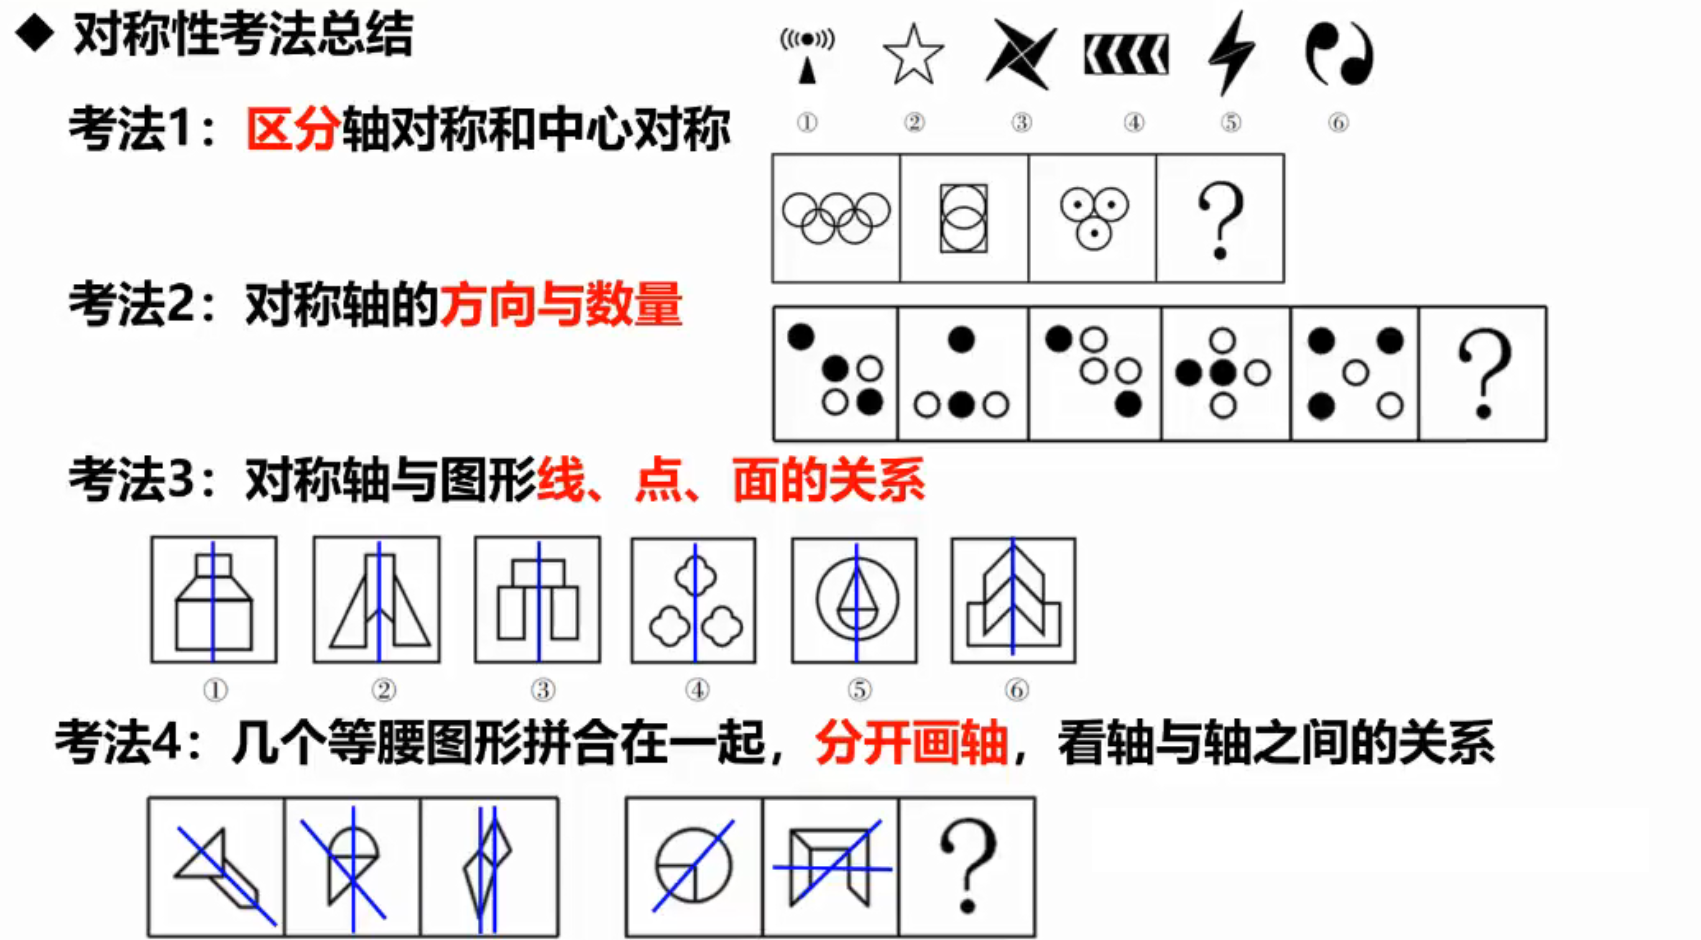 ◆ 对称性考法总结
① ② ③ ④ ⑤ ⑥
考法1：区分轴对称和中心对称
?
考法2：对称轴的方向与数量
?
考法3：对称轴与图形线、点、面的关系
① ② ③ ④ ⑤ ⑥
考法4：几个等腰图形拼合在一起，分开画轴，看轴与轴之间的关系
?